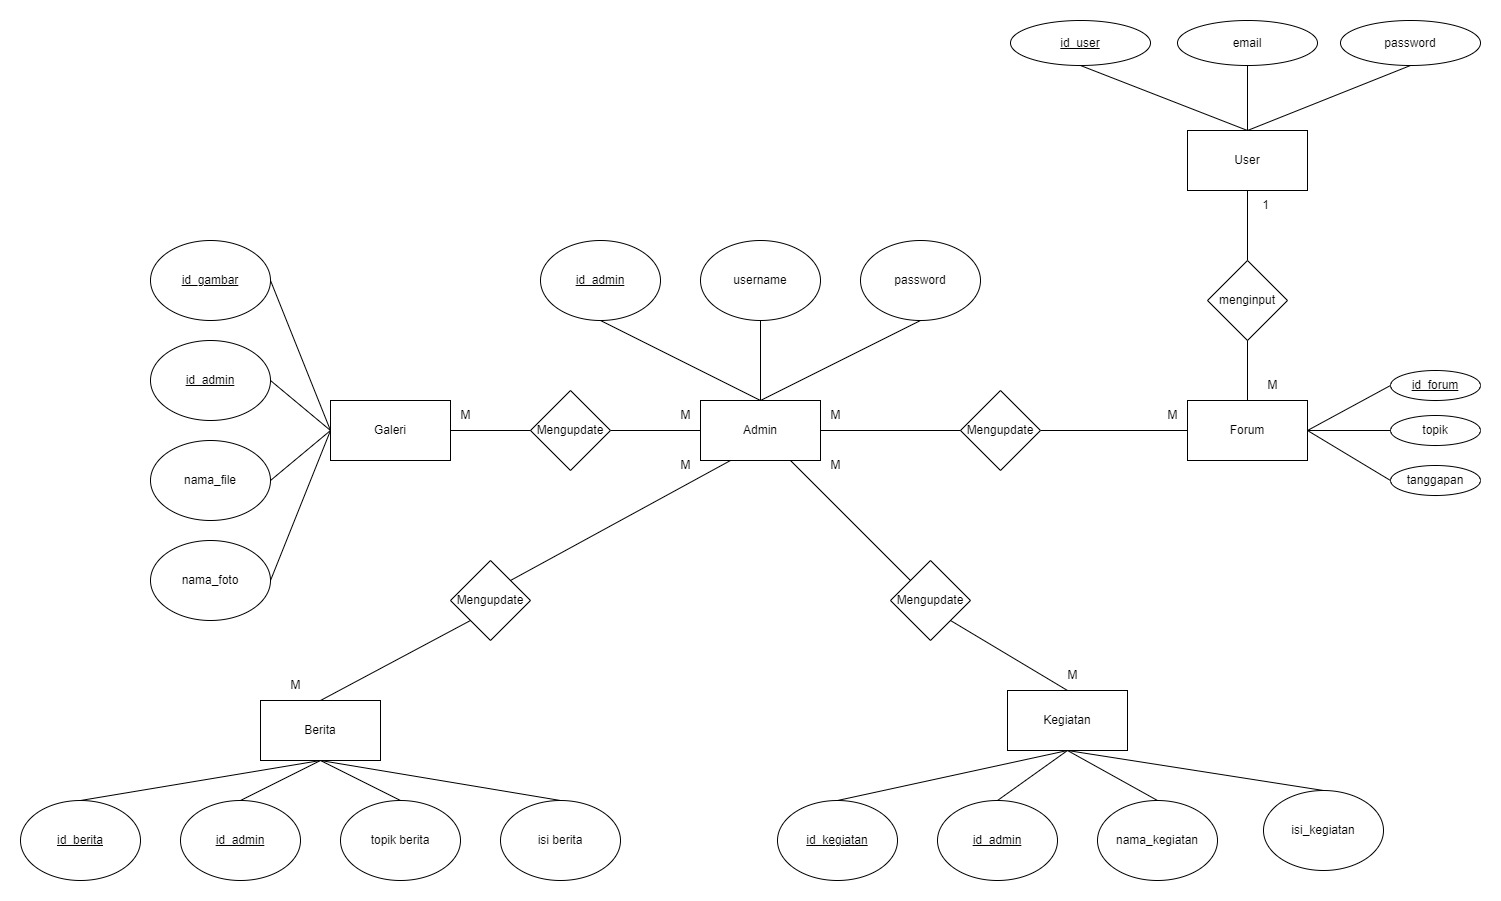 id_user
email
password
User
1
menginput
M
id_gambar
id_admin
nama_file
nama_foto
Galeri
M
Mengupdate
M
id_admin
username
password
Admin
M
Mengupdate
M
Forum
id_forum
topik
tanggapan
M
Mengupdate
M
Berita
id_berita
id_admin
topik berita
isi berita
M
Mengupdate
M
Kegiatan
id_kegiatan
id_admin
nama_kegiatan
isi_kegiatan